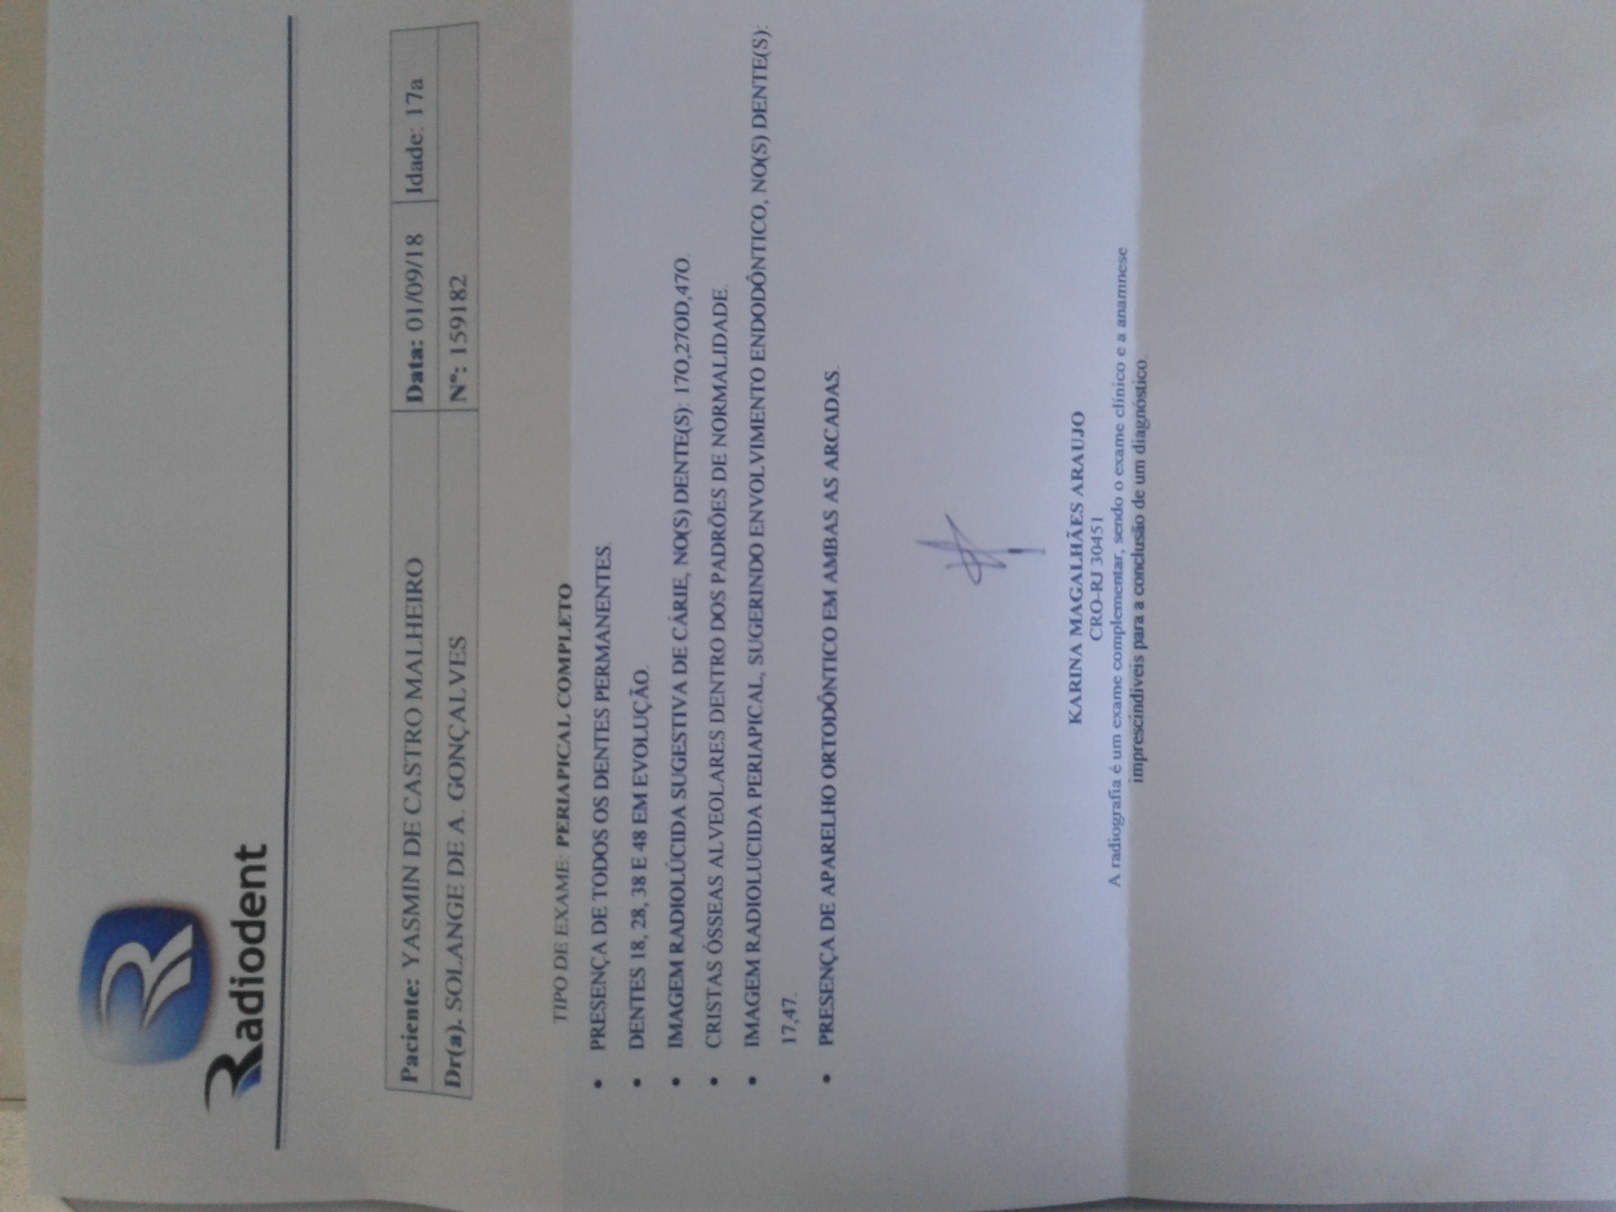 Radiodent
Paciente: YASMIN DE CASTRO MALHEIRO Data: 01/09/18 Idade: 17a
Dr(a). SOLANGE DE A. GONÇALVES Nº: 159182
TIPO DE EXAME: PERIAPICAL COMPLETO
• PRESENÇA DE TODOS OS DENTES PERMANENTES.
• DENTES 18, 28, 38 E 48 EM EVOLUÇÃO.
• IMAGEM RADIOLÚCIDA SUGESTIVA DE CÁRIE, NO(S) DENTE(S): 17O,27OD,47O.
• CRISTAS ÓSSEAS ALVEOLARES DENTRO DOS PADRÕES DE NORMALIDADE.
• IMAGEM RADIOLUCIDA PERIAPICAL, SUGERINDO ENVOLVIMENTO ENDODÔNTICO, NO(S) DENTE(S):
17,47.
• PRESENÇA DE APARELHO ORTODÔNTICO EM AMBAS AS ARCADAS.
KARINA MAGALHÃES ARAUJO
CRO-RJ 30451
A radiografia é um exame complementar, sendo o exame clínico e a anamnese
imprescindíveis para a conclusão de um diagnóstico.